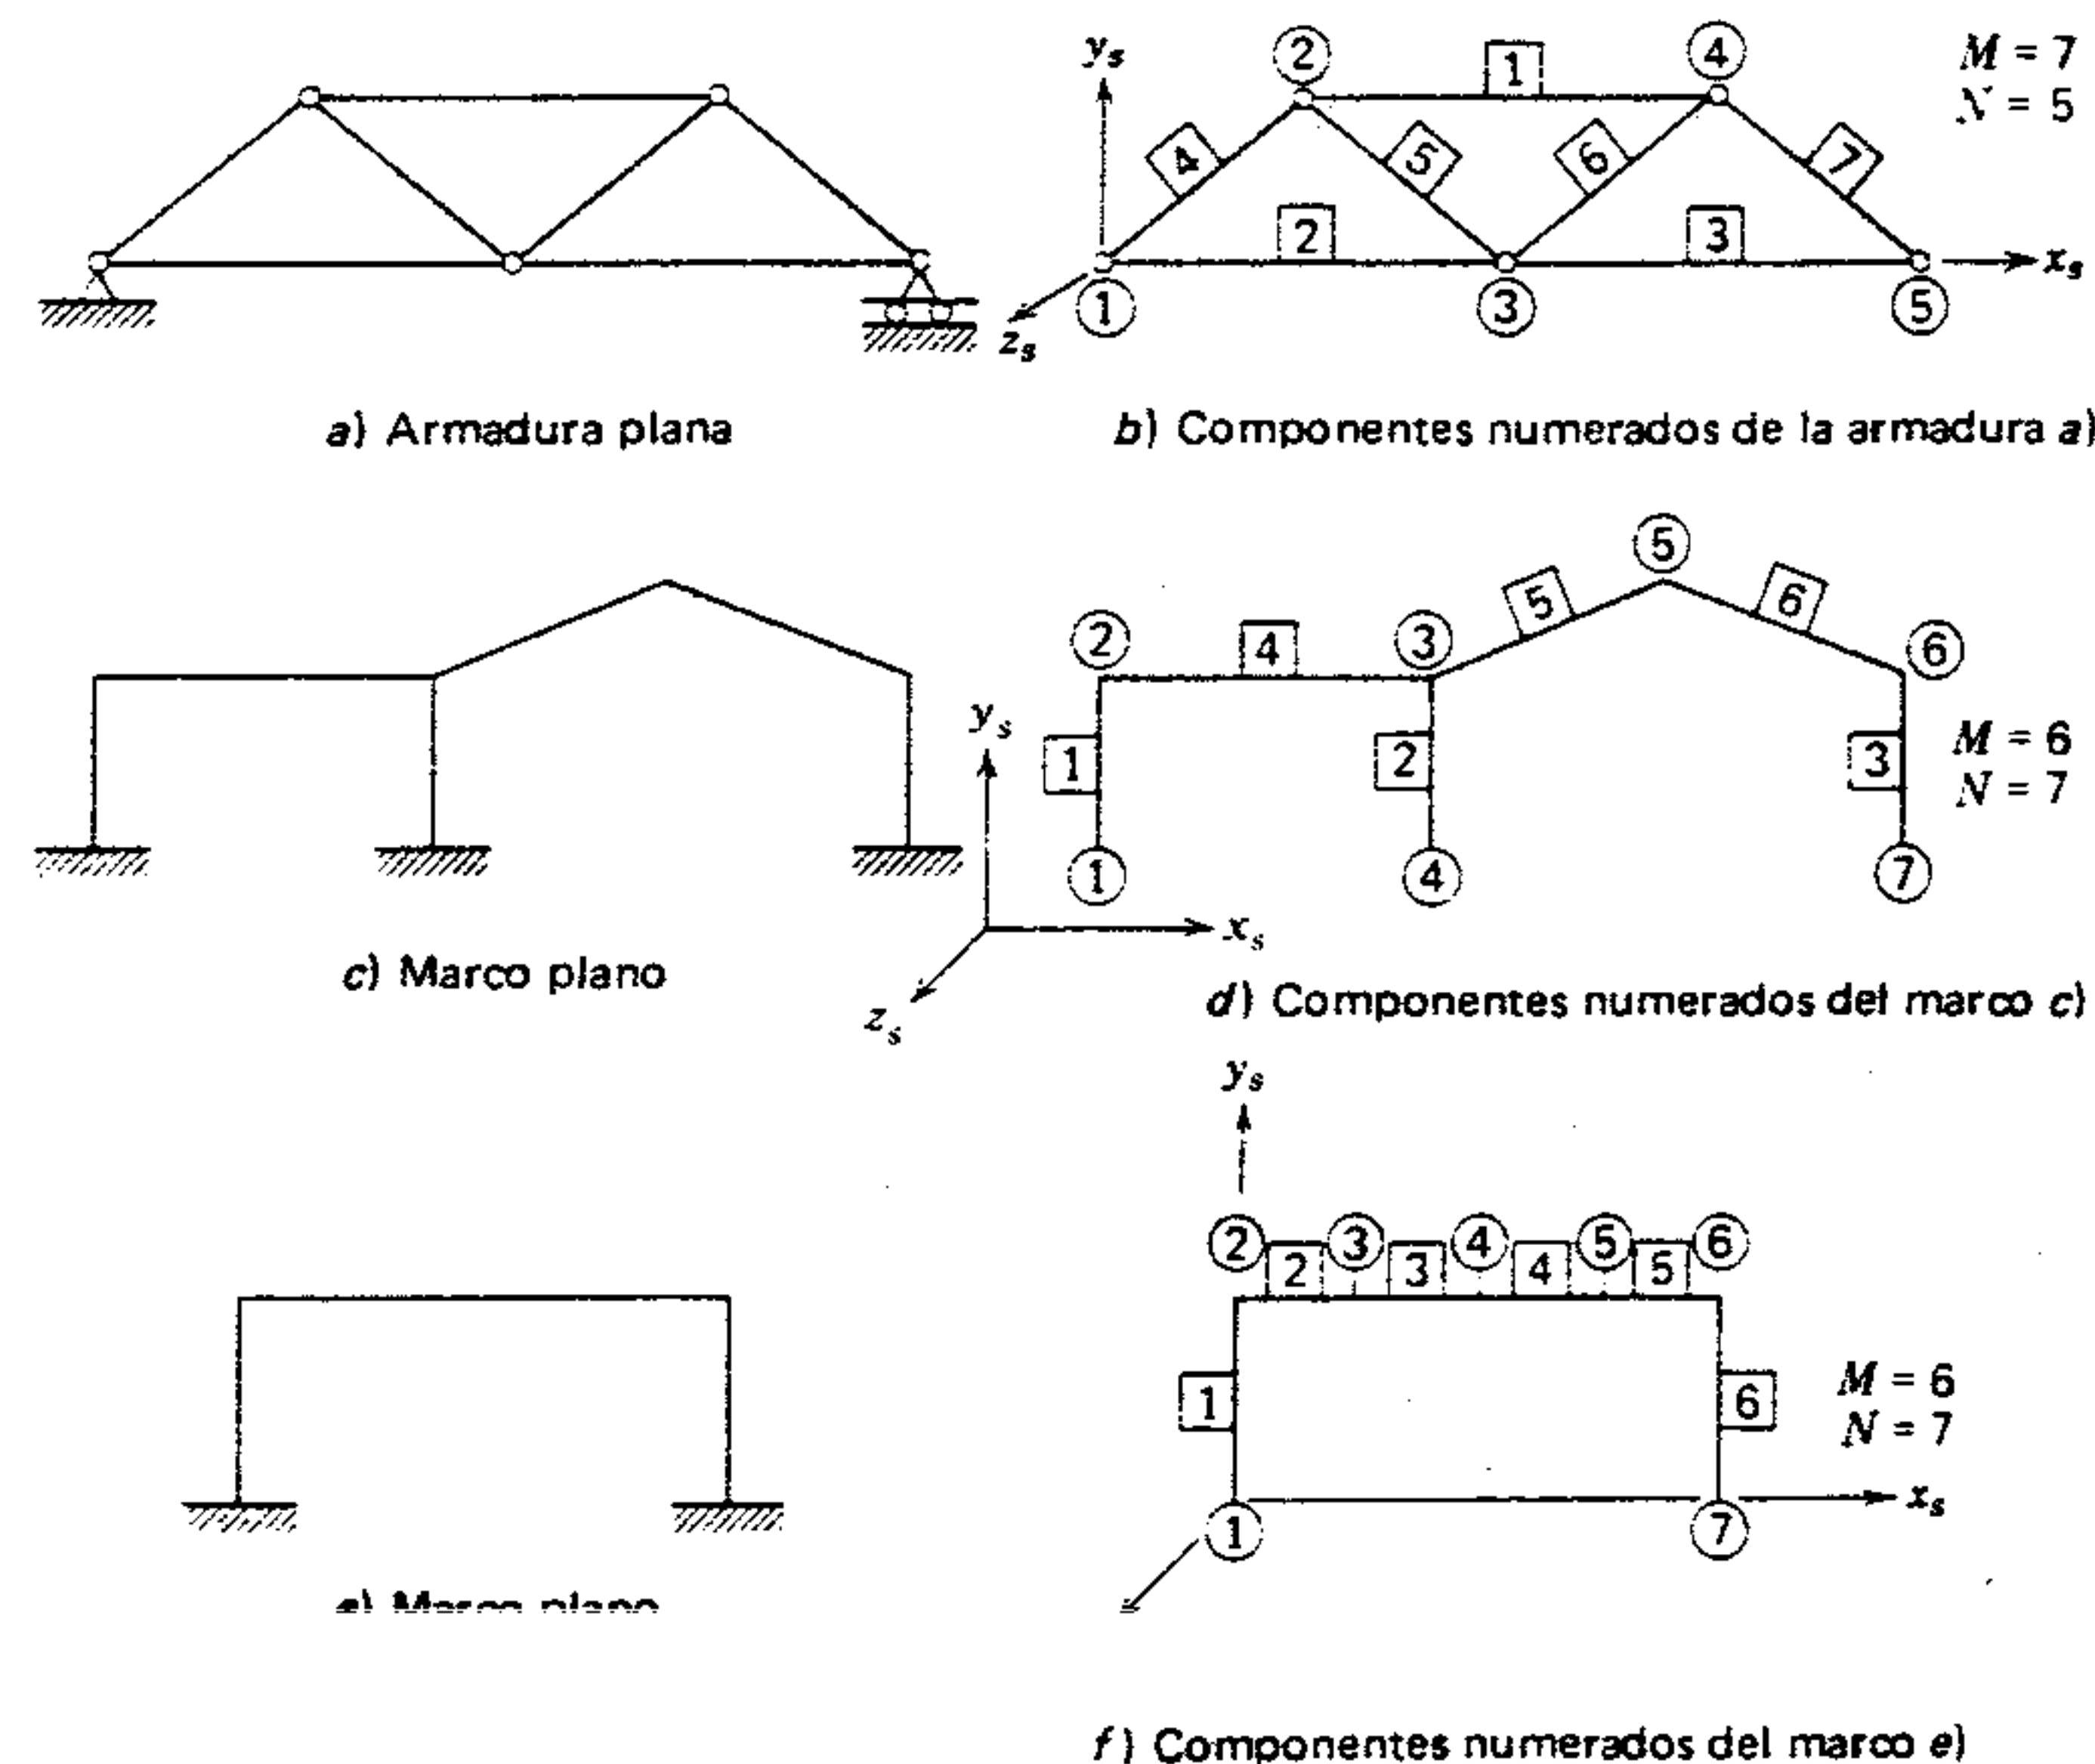 y_s
② 1 ④
M = 7
N = 5
4 5 6 7
2 3
x_s
z_s
① ③ ⑤
a) Armadura plana
b) Componentes numerados de la armadura a)
⑤
5 6
② 4 ③ ⑥
y_s
1 2 3
M = 6
N = 7
① ④ ⑦
x_s
z_s
c) Marco plano
d) Componentes numerados del marco c)
y_s
② 2 ③ 3 ④ 4 ⑤ 5 ⑥
1 6
M = 6
N = 7
x_s
① ⑦
e) Marco plano
f) Componentes numerados del marco e)